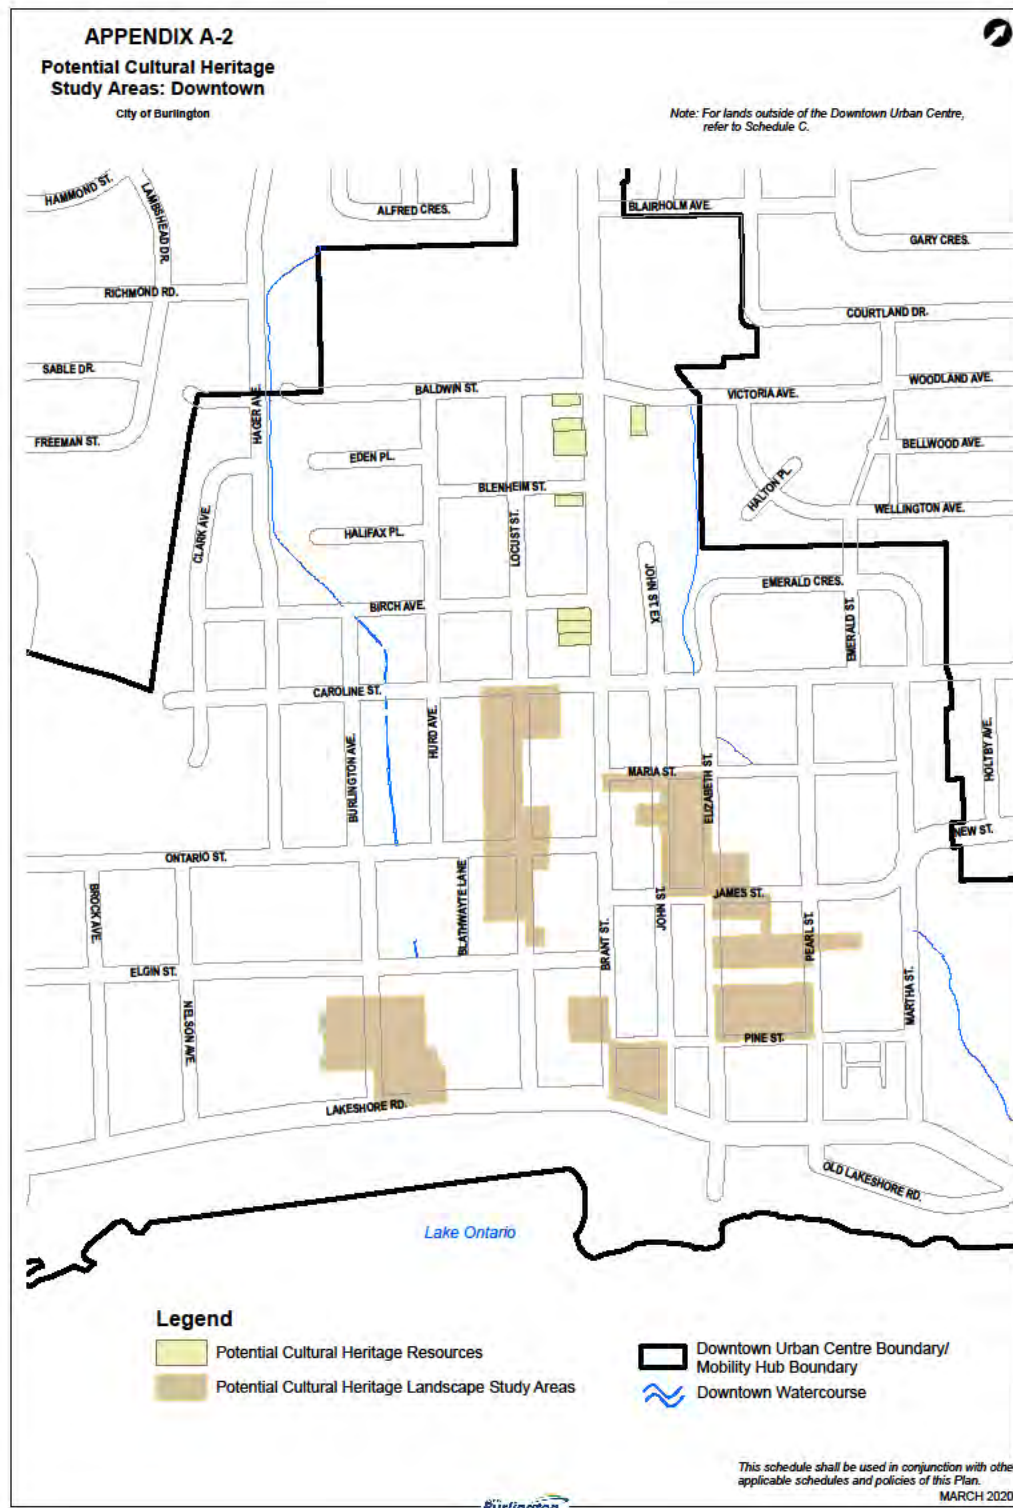 APPENDIX A-2
Potential Cultural Heritage
Study Areas: Downtown
City of Burlington
Note: For lands outside of the Downtown Urban Centre,
refer to Schedule C.
HAMMOND ST.
LAMBSHEAD DR.
ALFRED CRES.
BLAIRHOLM AVE.
GARY CRES.
RICHMOND RD.
COURTLAND DR.
SABLE DR.
BALDWIN ST.
VICTORIA AVE.
WOODLAND AVE.
HAGER AVE.
FREEMAN ST.
EDEN PL.
BELLWOOD AVE.
BLENHEIM ST.
HALTON PL.
WELLINGTON AVE.
CLARK AVE.
HALIFAX PL.
LOCUST ST.
JOHN ST. EX
EMERALD CRES.
BIRCH AVE.
EMERALD ST.
CAROLINE ST.
BURLINGTON AVE.
HURD AVE.
MARIA ST.
ELIZABETH ST.
HOLTBY AVE.
NEW ST.
ONTARIO ST.
BROCK AVE.
BLATHWAYTE LANE
JAMES ST.
JOHN ST.
BRANT ST.
PEARL ST.
ELGIN ST.
MARTHA ST.
NELSON AVE.
PINE ST.
LAKESHORE RD.
OLD LAKESHORE RD.
Lake Ontario
Legend
Potential Cultural Heritage Resources
Potential Cultural Heritage Landscape Study Areas
Downtown Urban Centre Boundary/
Mobility Hub Boundary
Downtown Watercourse
This schedule shall be used in conjunction with othe
applicable schedules and policies of this Plan.
MARCH 2020
Burlington